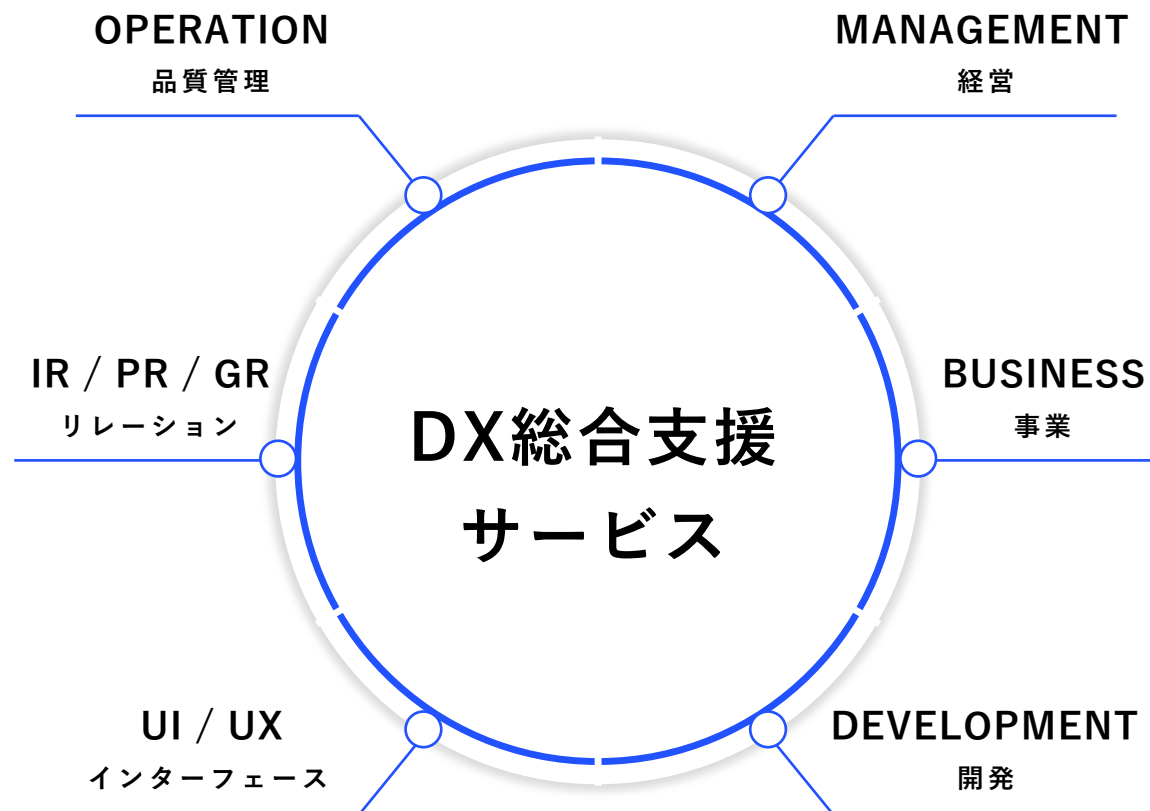 OPERATION
品質管理
MANAGEMENT
経営
IR / PR / GR
リレーション
BUSINESS
事業
DX総合支援
サービス
UI / UX
インターフェース
DEVELOPMENT
開発